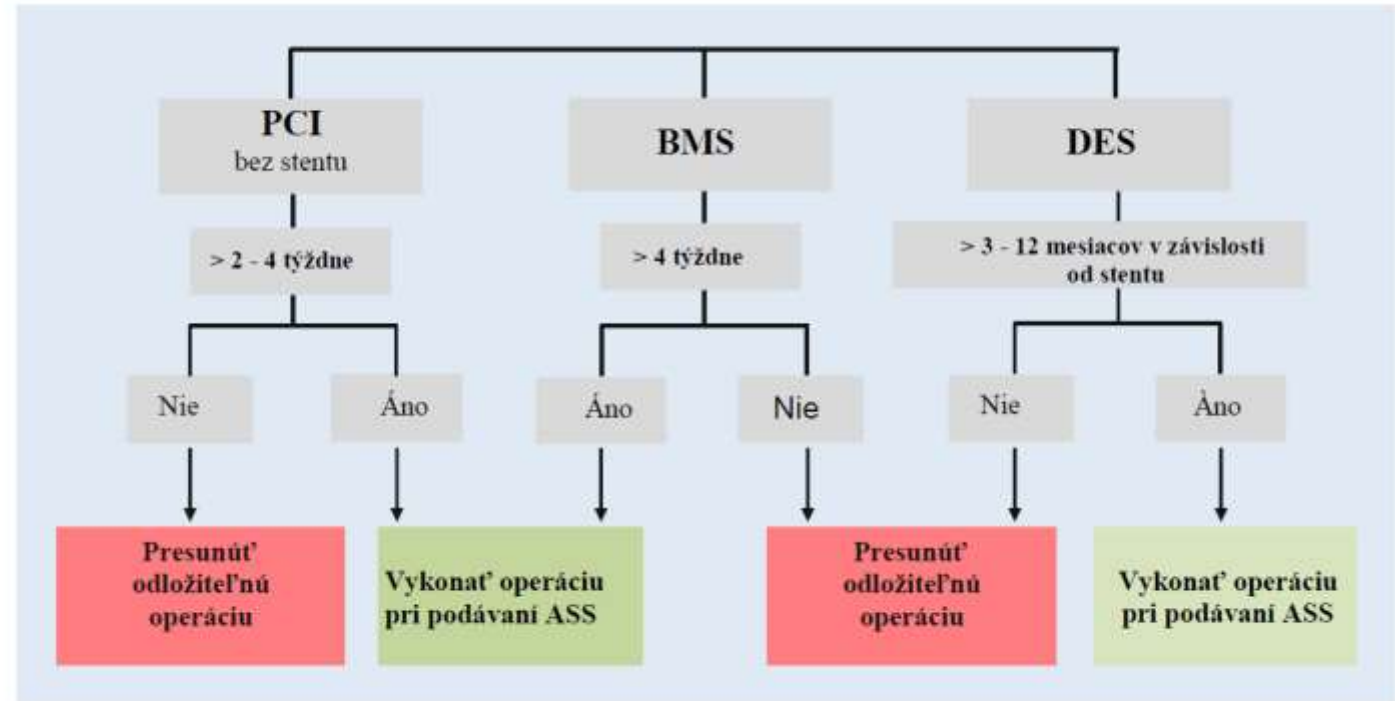 PCI
bez stentu
BMS
DES
> 2 - 4 týždne
> 4 týždne
> 3 - 12 mesiacov v závislosti
od stentu
Nie
Áno
Áno
Nie
Nie
Àno
Presunúť
odložiteľnú
operáciu
Vykonať operáciu
pri podávaní ASS
Presunúť
odložiteľnú
operáciu
Vykonať operáciu
pri podávaní ASS